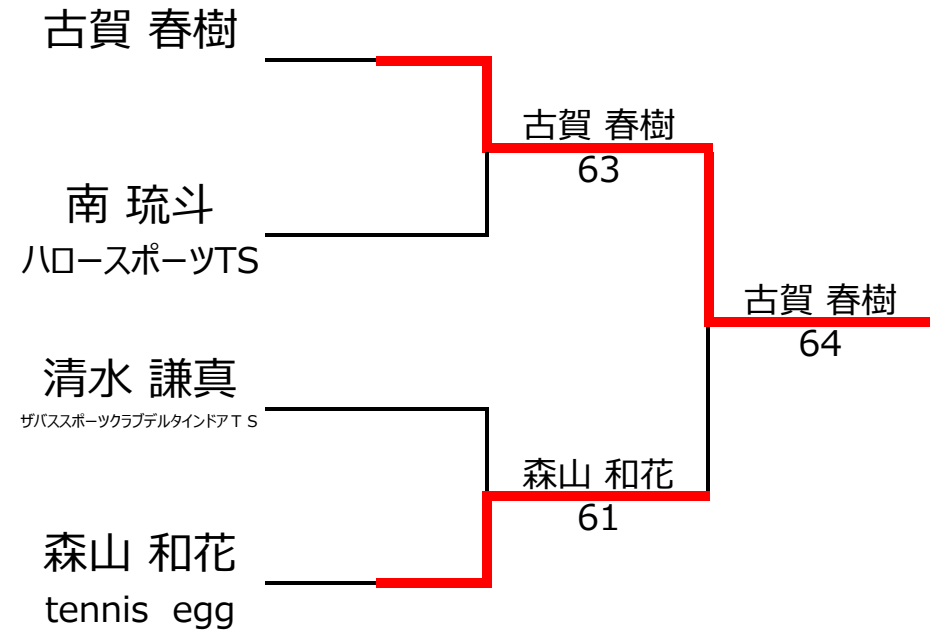 古賀 春樹
古賀 春樹
63
南 琉斗
ハロースポーツTS
古賀 春樹
64
清水 謙真
ザバススポーツクラブデルタインドアＴＳ
森山 和花
61
森山 和花
tennis egg